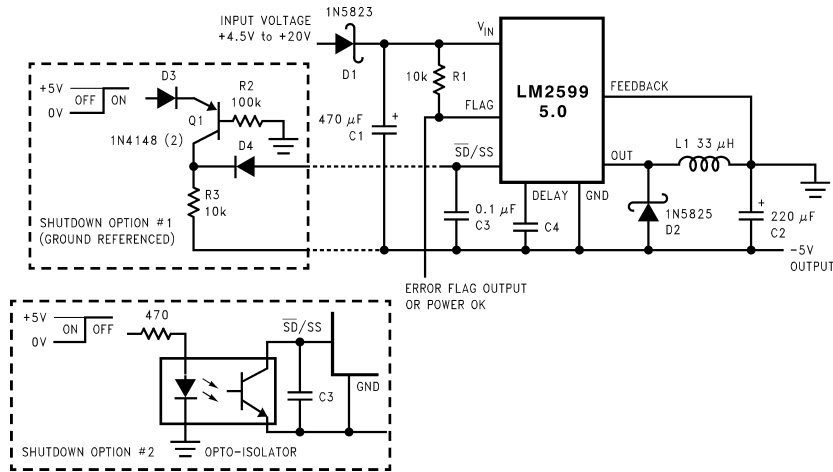 1N5823
INPUT VOLTAGE
+4.5V to +20V
D1
VIN
10k R1
FLAG
LM2599
5.0
FEEDBACK
+5V
0V
OFF ON
D3
R2
100k
Q1
1N4148 (2)
D4
R3
10k
470 µF
C1
+
SD/SS
0.1 µF
C3
DELAY
C4
GND
OUT
L1 33 µH
1N5825
D2
+
220 µF
C2
−5V
OUTPUT
SHUTDOWN OPTION #1
(GROUND REFERENCED)
ERROR FLAG OUTPUT
OR POWER OK
+5V
0V
ON OFF
470
SD/SS
C3
GND
SHUTDOWN OPTION #2
OPTO-ISOLATOR